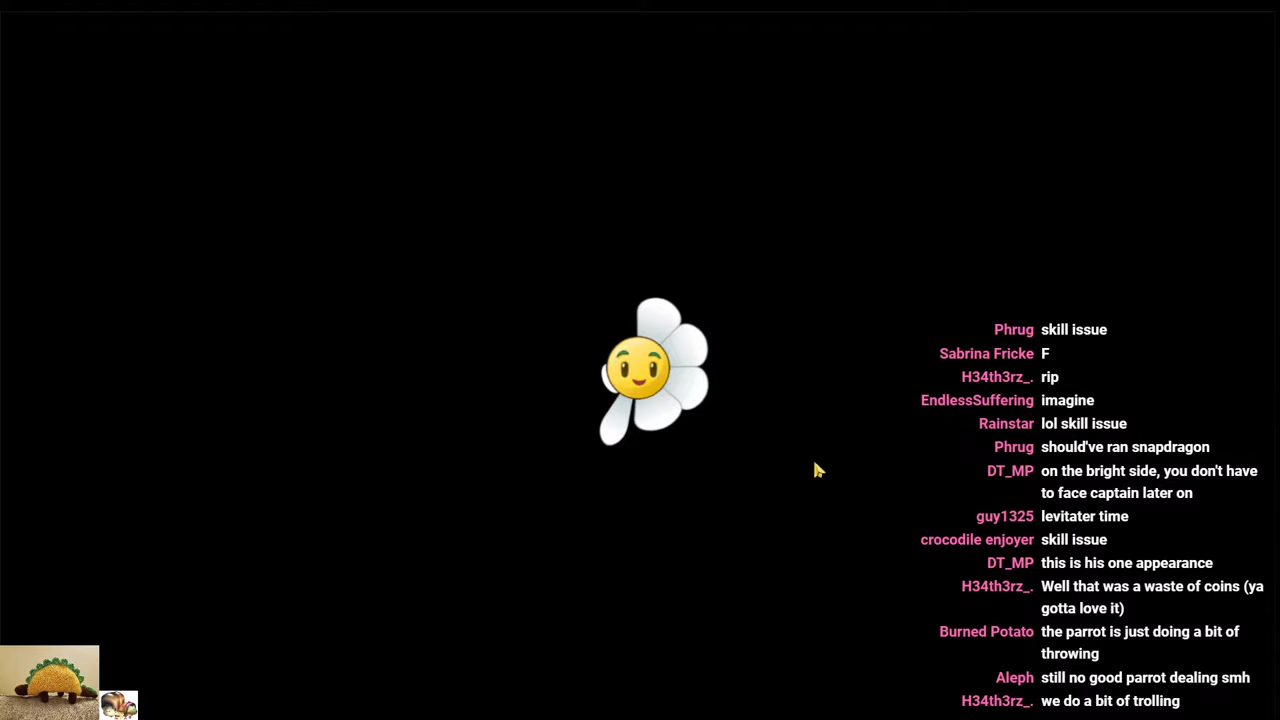 Phrug skill issue
Sabrina Fricke F
H34th3rz_. rip
EndlessSuffering imagine
Rainstar lol skill issue
Phrug should've ran snapdragon
DT_MP on the bright side, you don't have
to face captain later on
guy1325 levitater time
crocodile enjoyer skill issue
DT_MP this is his one appearance
H34th3rz_. Well that was a waste of coins (ya
gotta love it)
Burned Potato the parrot is just doing a bit of
throwing
Aleph still no good parrot dealing smh
H34th3rz_. we do a bit of trolling